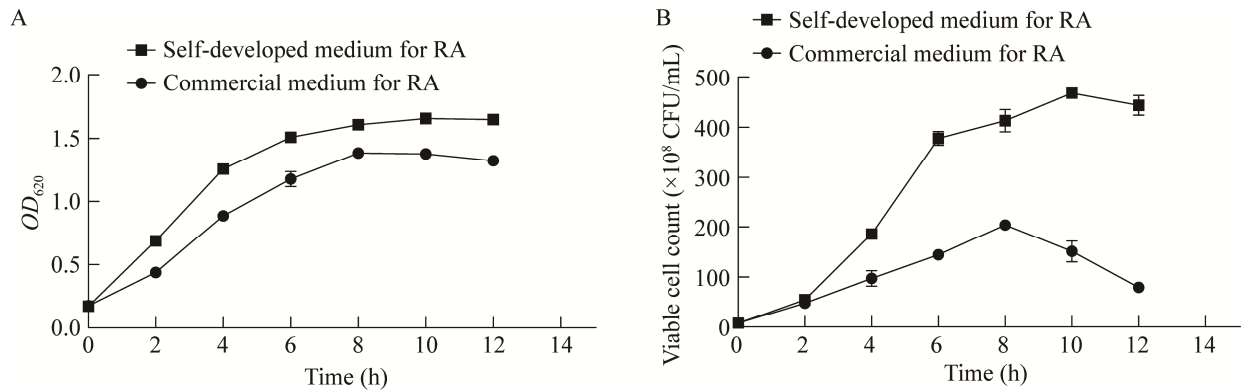 A
Self-developed medium for RA
Commercial medium for RA
2.0
1.5
1.0
0.5
0.0
OD₆₂₀
0 2 4 6 8 10 12 14
Time (h)
B
Self-developed medium for RA
Commercial medium for RA
500
400
300
200
100
0
Viable cell count (×10⁸ CFU/mL)
0 2 4 6 8 10 12 14
Time (h)